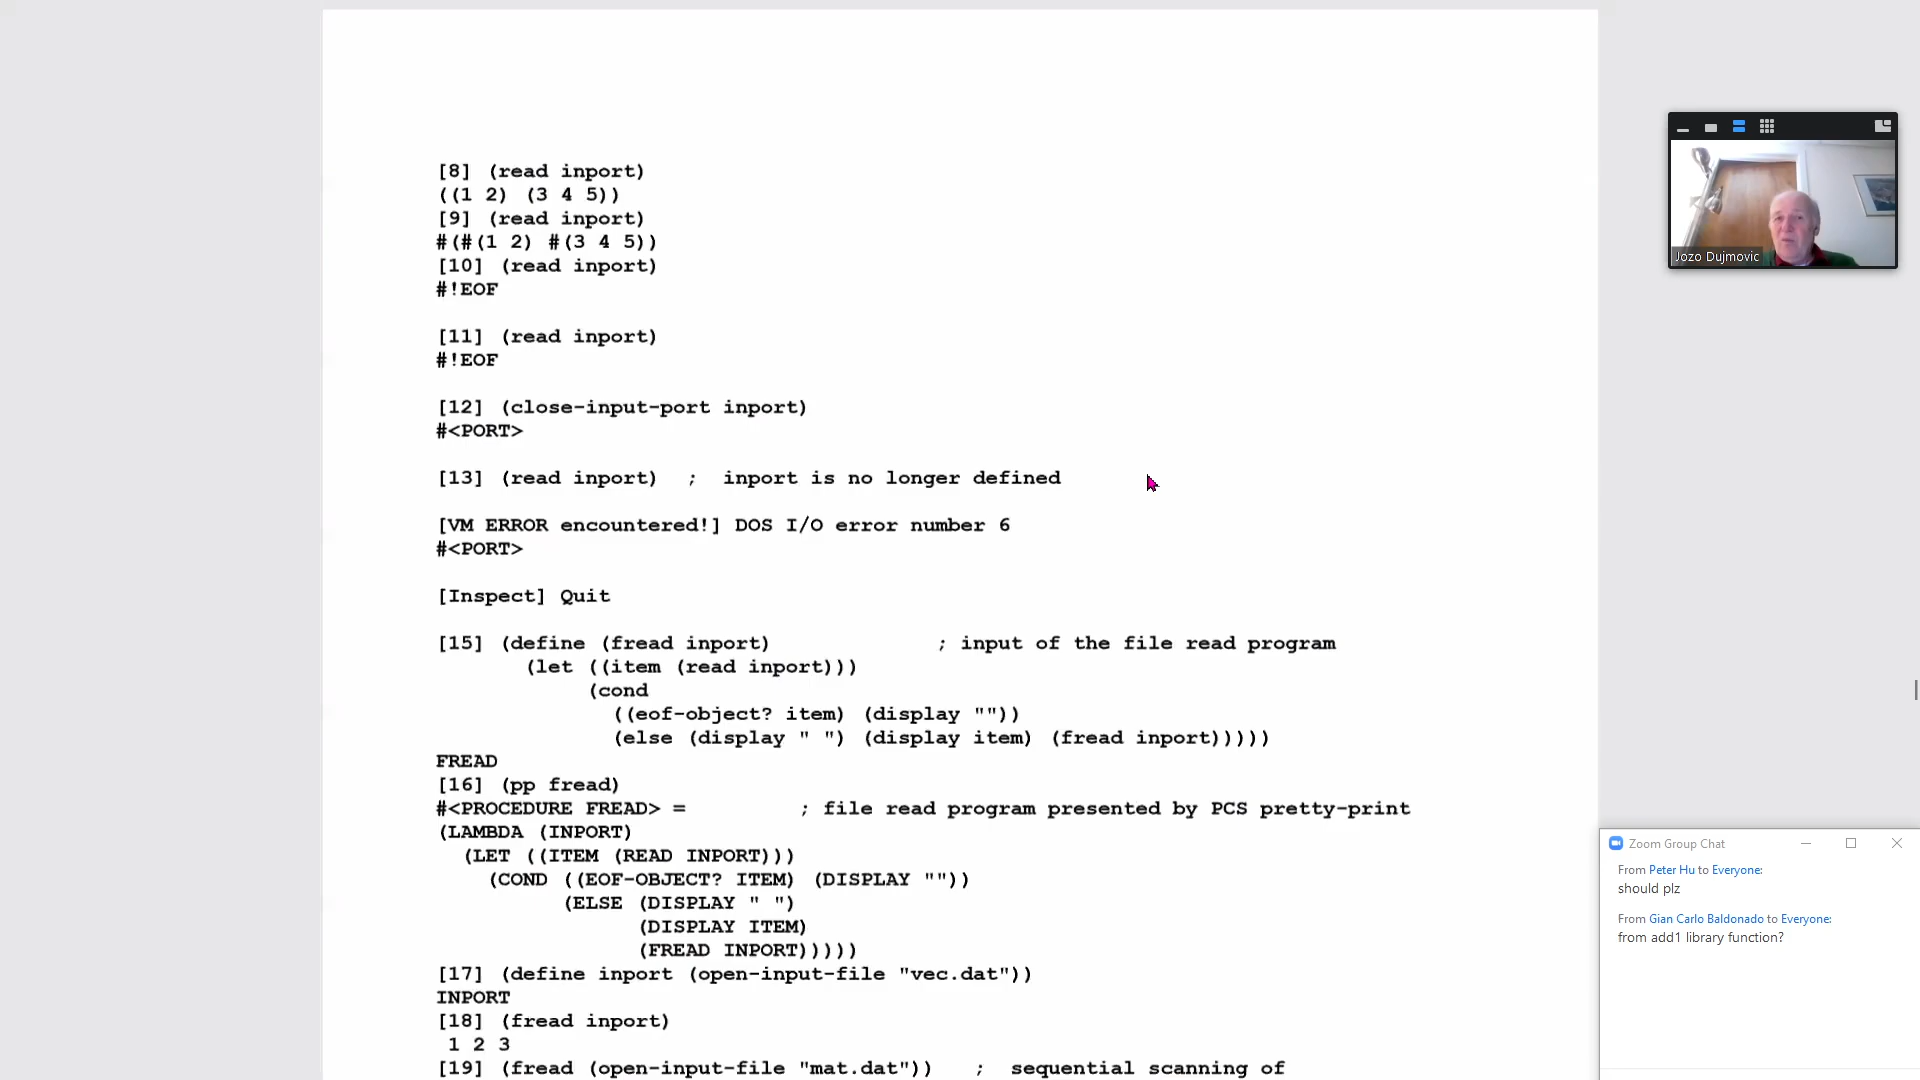 [8] (read inport)
((1 2) (3 4 5))
[9] (read inport)
#(#(1 2) #(3 4 5))
[10] (read inport)
#!EOF
[11] (read inport)
#!EOF
[12] (close-input-port inport)
#<PORT>
[13] (read inport) ; inport is no longer defined
[VM ERROR encountered!] DOS I/O error number 6
#<PORT>
[Inspect] Quit
[15] (define (fread inport) ; input of the file read program
(let ((item (read inport)))
(cond
((eof-object? item) (display ""))
(else (display " ") (display item) (fread inport)))))
FREAD
[16] (pp fread)
#<PROCEDURE FREAD> = ; file read program presented by PCS pretty-print
(LAMBDA (INPORT)
(LET ((ITEM (READ INPORT)))
(COND ((EOF-OBJECT? ITEM) (DISPLAY ""))
(ELSE (DISPLAY " ")
(DISPLAY ITEM)
(FREAD INPORT)))))
[17] (define inport (open-input-file "vec.dat"))
INPORT
[18] (fread inport)
1 2 3
[19] (fread (open-input-file "mat.dat")) ; sequential scanning of
Jozo Dujmovic
Zoom Group Chat
From Peter Hu to Everyone:
should plz
From Gian Carlo Baldonado to Everyone:
from add1 library function?